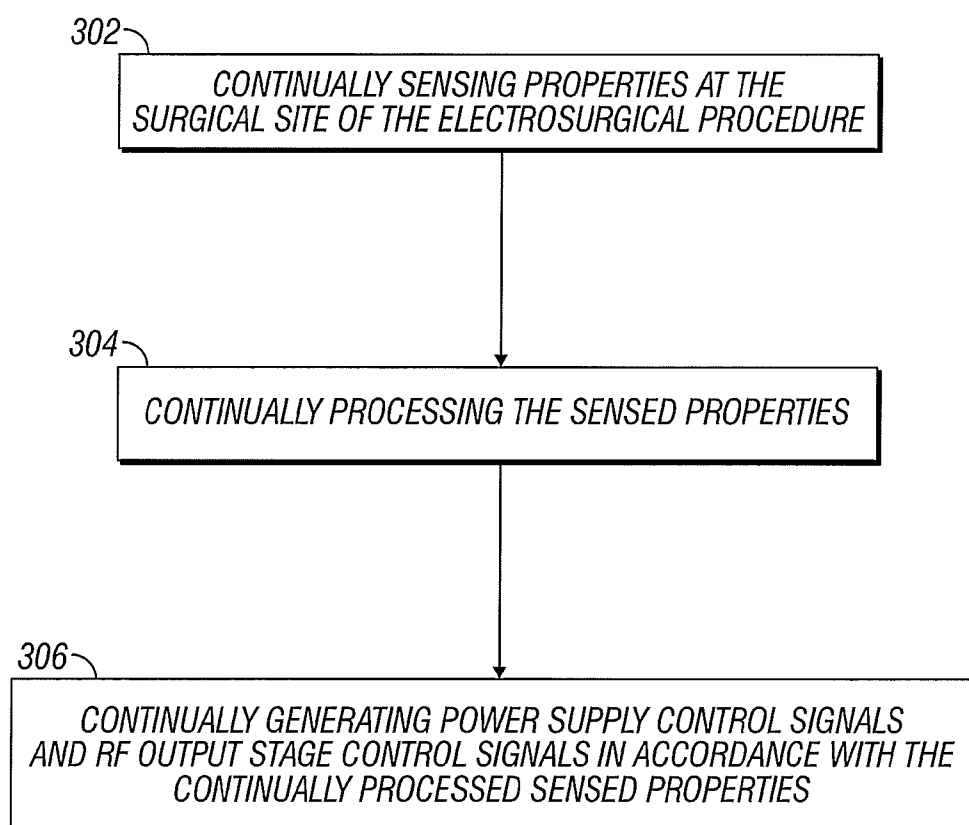 302
CONTINUALLY SENSING PROPERTIES AT THE
SURGICAL SITE OF THE ELECTROSURGICAL PROCEDURE
304
CONTINUALLY PROCESSING THE SENSED PROPERTIES
306
CONTINUALLY GENERATING POWER SUPPLY CONTROL SIGNALS
AND RF OUTPUT STAGE CONTROL SIGNALS IN ACCORDANCE WITH THE
CONTINUALLY PROCESSED SENSED PROPERTIES